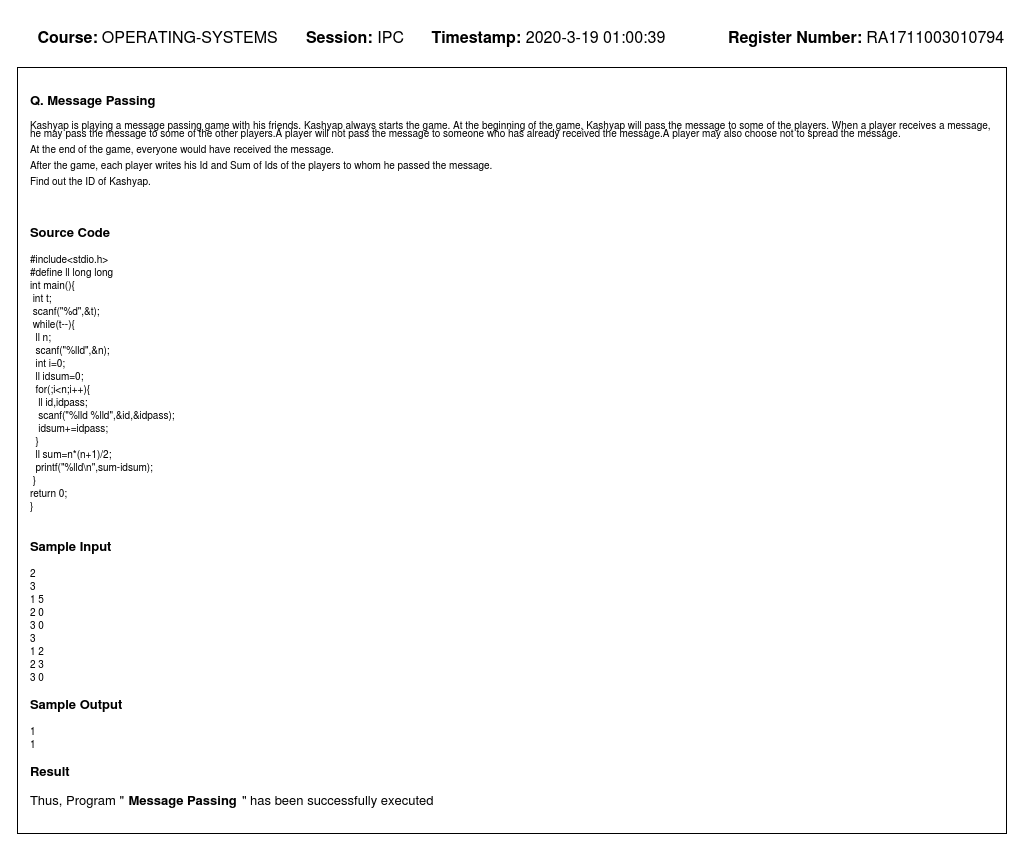 Course: OPERATING-SYSTEMS Session: IPC Timestamp: 2020-3-19 01:00:39 Register Number: RA1711003010794
Q. Message Passing
Kashyap is playing a message passing game with his friends. Kashyap always starts the game. At the beginning of the game, Kashyap will pass the message to some of the players. When a player receives a message,
he may pass the message to some of the other players.A player will not pass the message to someone who has already received the message.A player may also choose not to spread the message.
At the end of the game, everyone would have received the message.
After the game, each player writes his Id and Sum of Ids of the players to whom he passed the message.
Find out the ID of Kashyap.
Source Code
#include<stdio.h>
#define ll long long
int main(){
int t;
scanf("%d",&t);
while(t--){
ll n;
scanf("%lld",&n);
int i=0;
ll idsum=0;
for(;i<n;i++){
ll id,idpass;
scanf("%lld %lld",&id,&idpass);
idsum+=idpass;
}
ll sum=n*(n+1)/2;
printf("%lld\n",sum-idsum);
}
return 0;
}
Sample Input
2
3
1 5
2 0
3 0
3
1 2
2 3
3 0
Sample Output
1
1
Result
Thus, Program " Message Passing " has been successfully executed